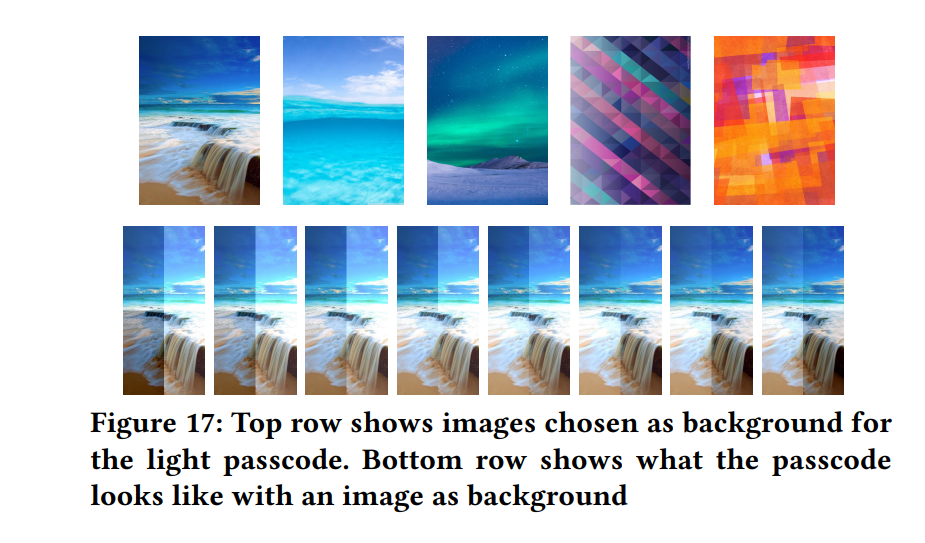 Figure 17: Top row shows images chosen as background for
the light passcode. Bottom row shows what the passcode
looks like with an image as background